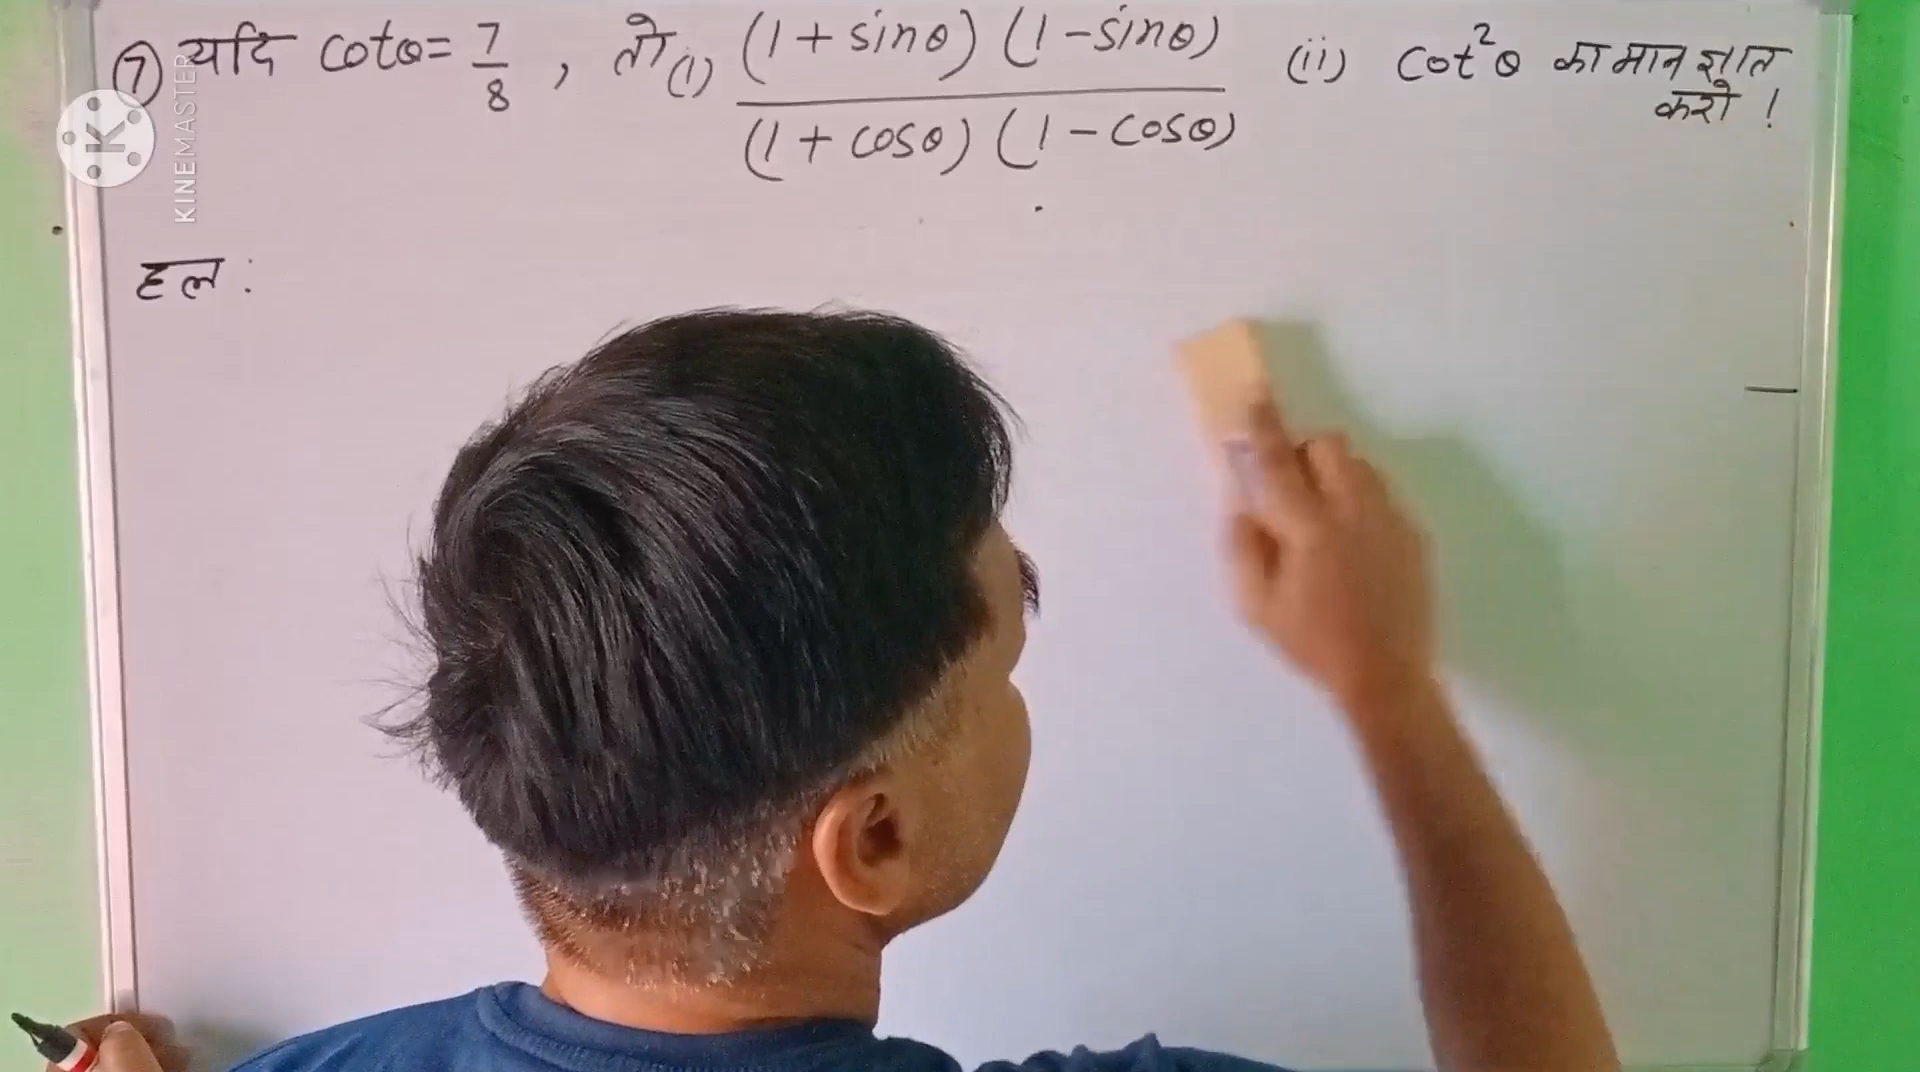 ⑦ यदि cotθ = 7/8 , तो (i) (1 + sinθ) (1 - sinθ) / (1 + cosθ) (1 - cosθ) (ii) cot²θ का मान ज्ञात
करो !
हल :
KINEMASTER